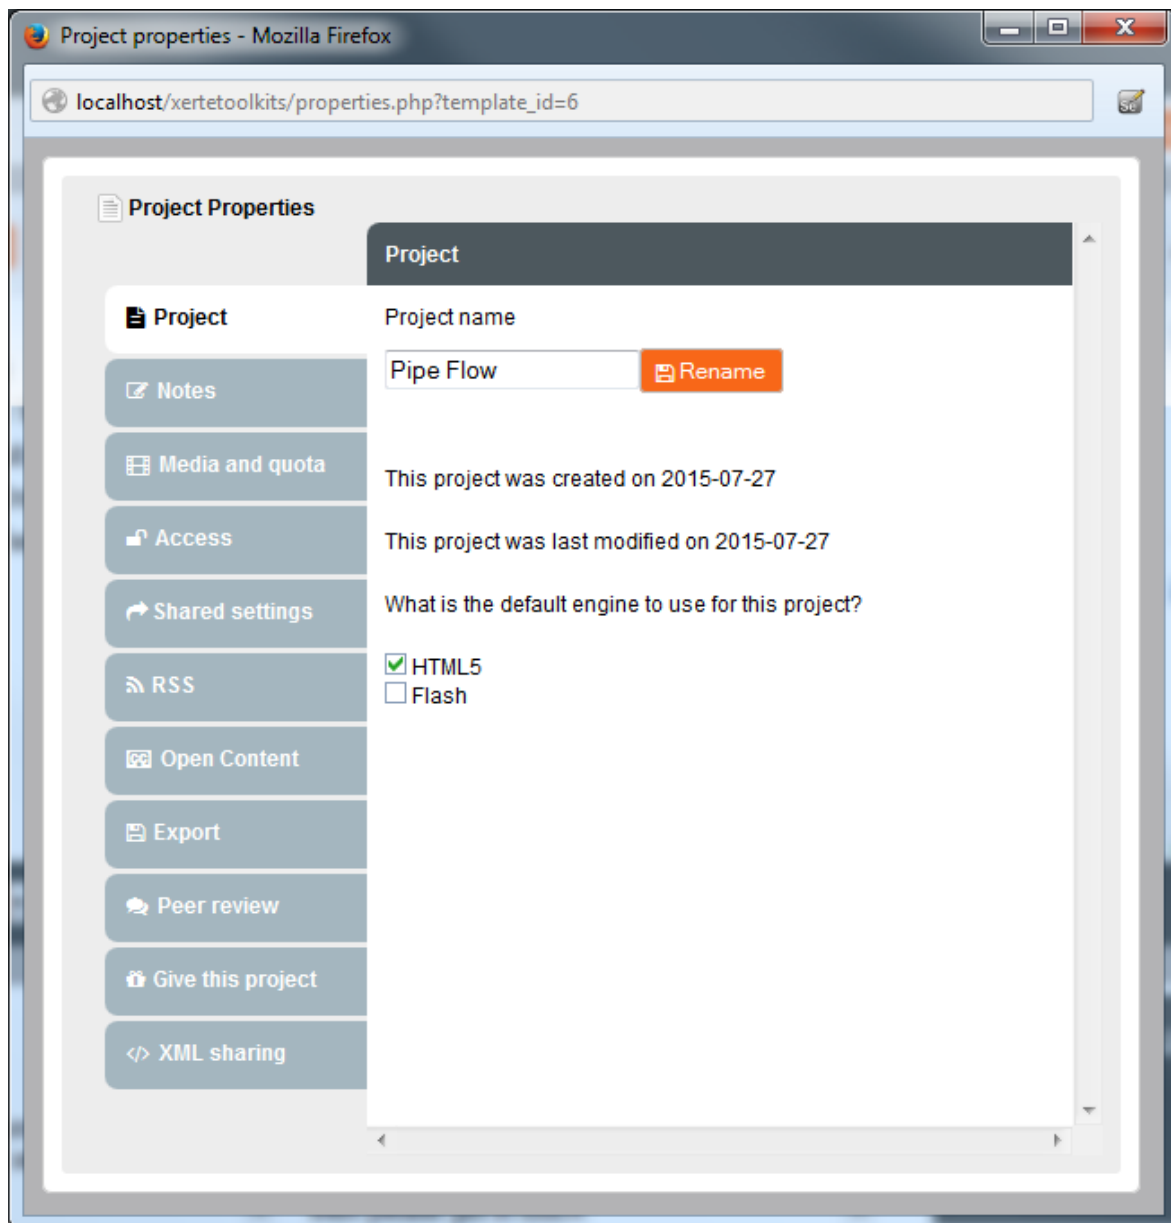 Project properties - Mozilla Firefox
localhost/xertetoolkits/properties.php?template_id=6
Project Properties
Project
Project
Project name
Pipe Flow
Rename
Notes
Media and quota
This project was created on 2015-07-27
Access
This project was last modified on 2015-07-27
Shared settings
What is the default engine to use for this project?
HTML5
RSS
Flash
Open Content
Export
Peer review
Give this project
XML sharing